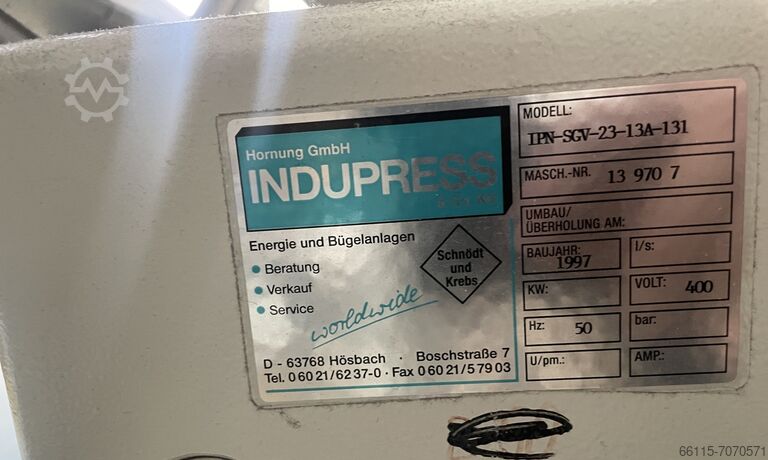 Hornung GmbH
INDUPRESS
Energie und Bügelanlagen
Beratung
Verkauf
Service
worldwide
Schnödt
und
Krebs
D - 63768 Hösbach · Boschstraße 7
Tel. 0 60 21/62 37-0 · Fax 0 60 21/5 79 03
MODELL:
IPN-SGV-23-13A-131
MASCH.-NR. 13 970 7
UMBAU/
ÜBERHOLUNG AM:
BAUJAHR: l/s:
1997
KW: VOLT: 400
Hz: 50 bar:
U/pm.: AMP.:
66115-7070571